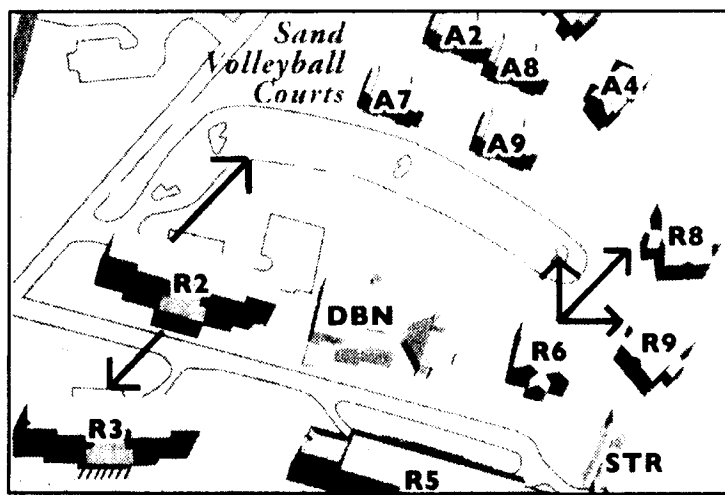 Sand
Volleyball
Courts
A2
A8
A7
A4
A9
R8
R2
DBN
R6
R9
R3
R5
STR